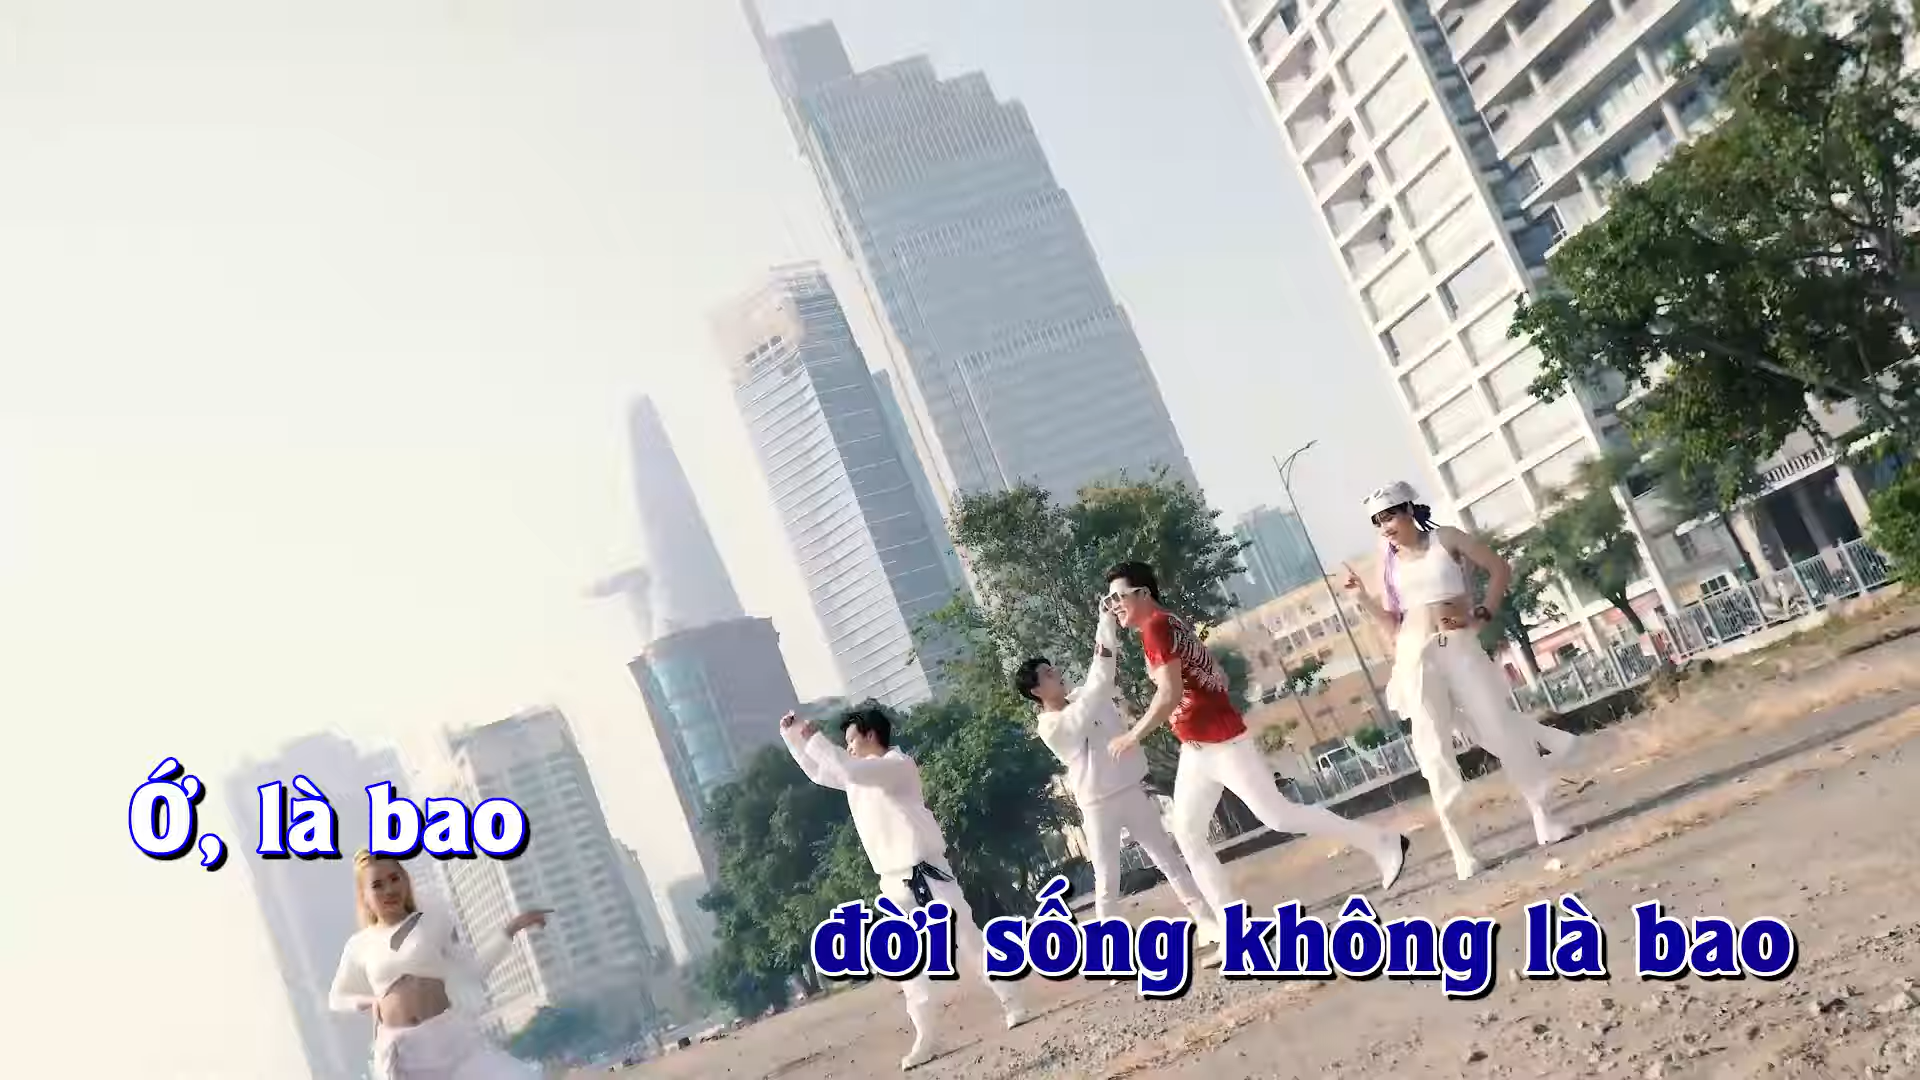 Ớ, là bao
đời sống không là bao